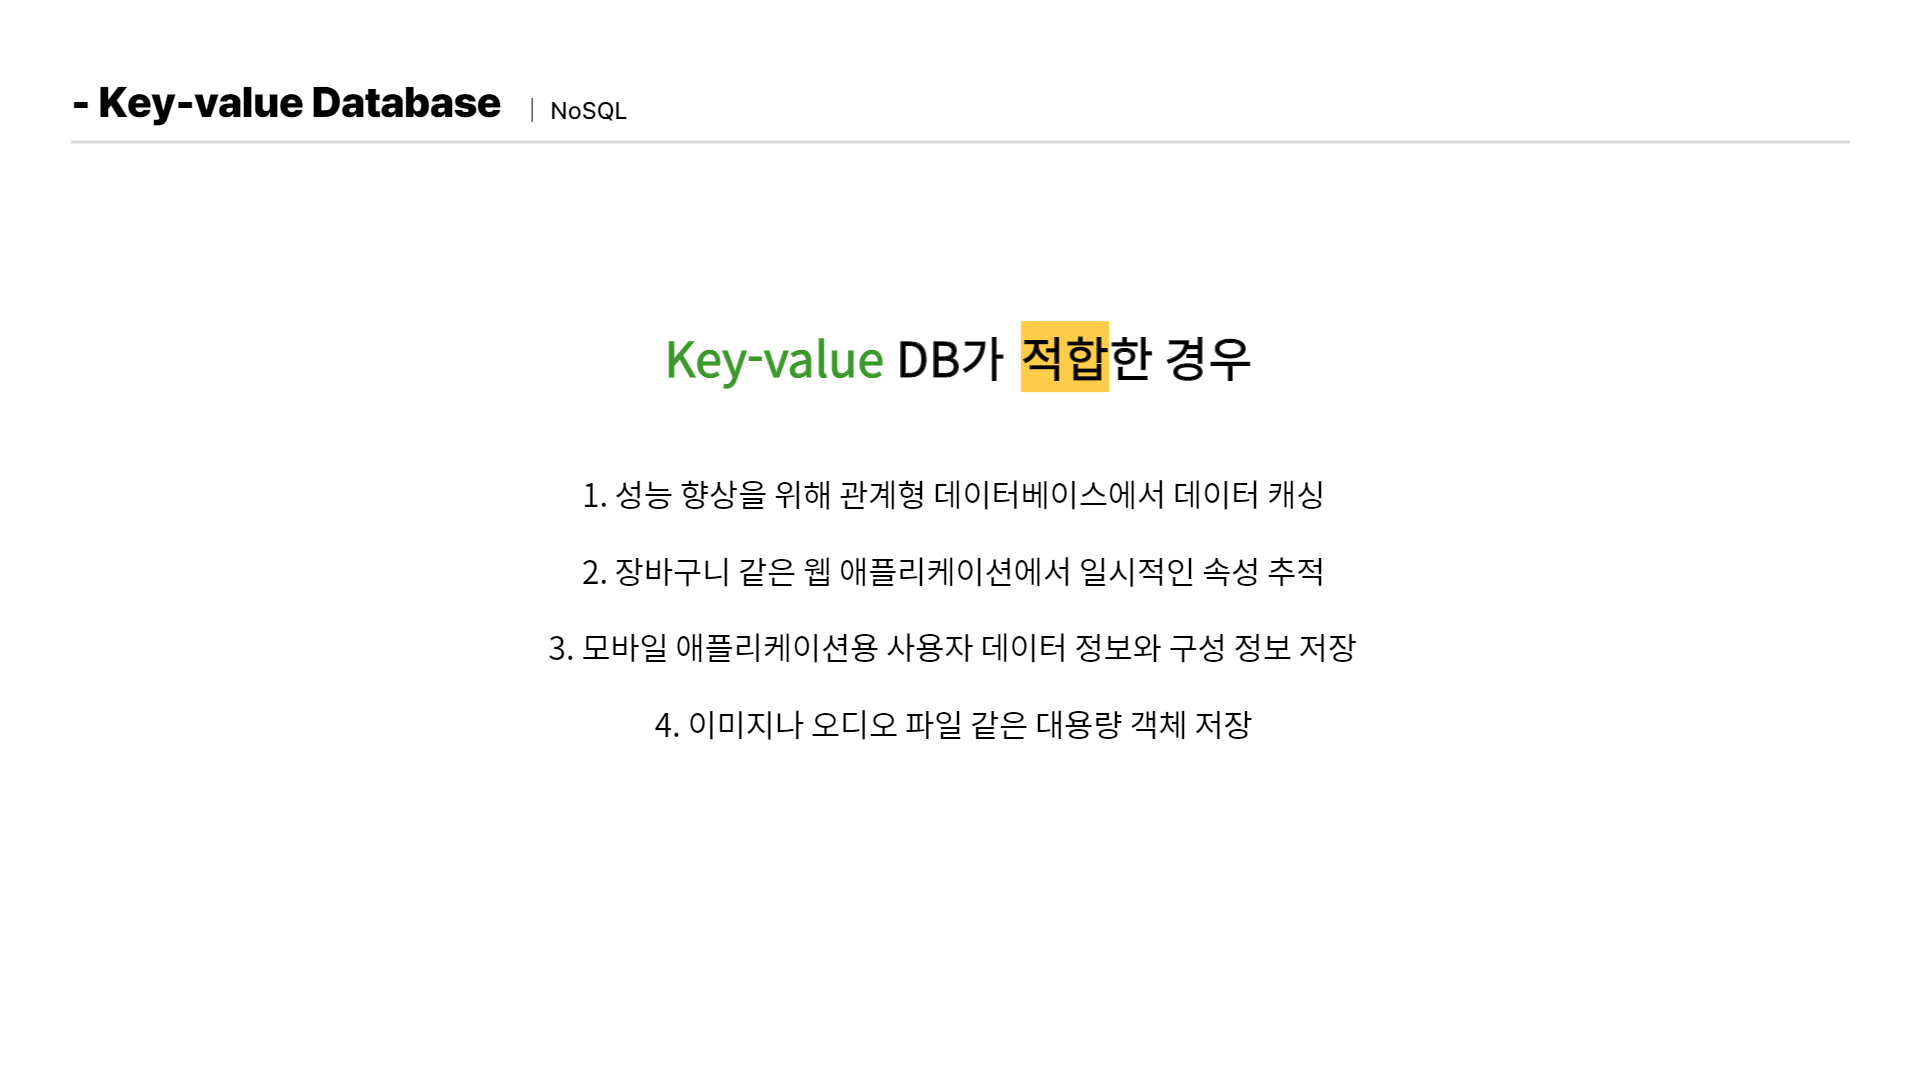 - Key-value Database | NoSQL
Key-value DB가 적합한 경우
1. 성능 향상을 위해 관계형 데이터베이스에서 데이터 캐싱
2. 장바구니 같은 웹 애플리케이션에서 일시적인 속성 추적
3. 모바일 애플리케이션용 사용자 데이터 정보와 구성 정보 저장
4. 이미지나 오디오 파일 같은 대용량 객체 저장